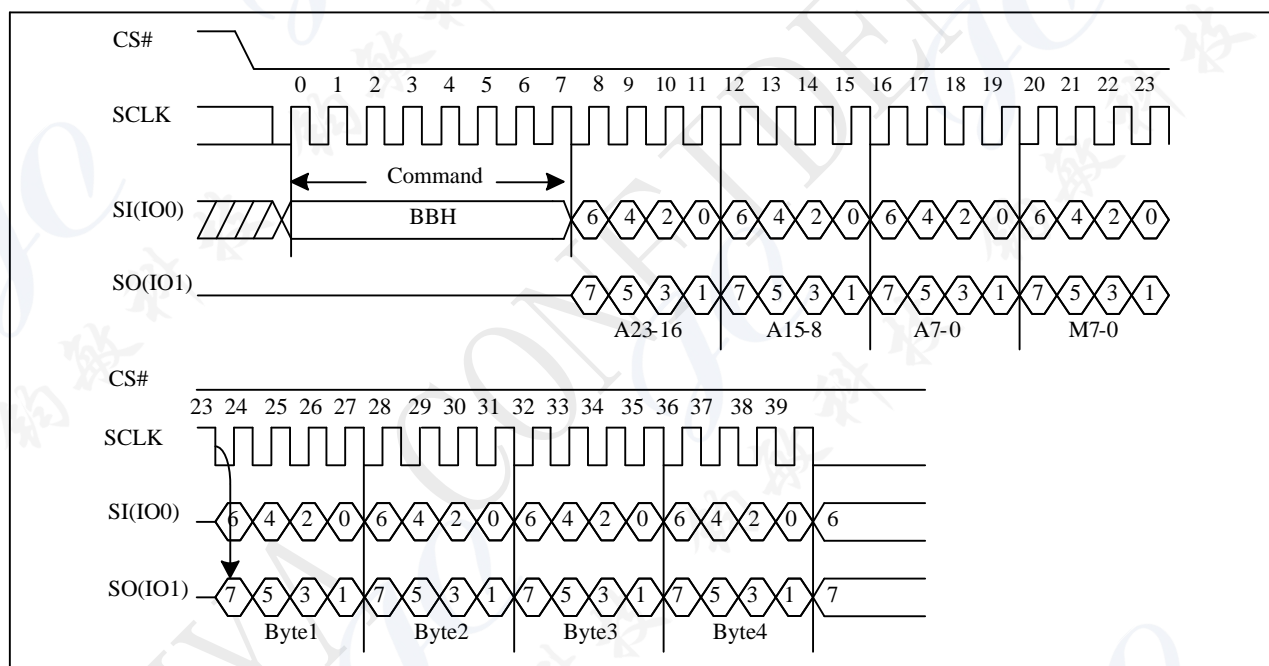 CS#
0 1 2 3 4 5 6 7 8 9 10 11 12 13 14 15 16 17 18 19 20 21 22 23
SCLK
Command
SI(IO0) BBH 6 4 2 0 6 4 2 0 6 4 2 0 6 4 2 0
SO(IO1) 7 5 3 1 7 5 3 1 7 5 3 1 7 5 3 1
A23-16 A15-8 A7-0 M7-0
CS#
23 24 25 26 27 28 29 30 31 32 33 34 35 36 37 38 39
SCLK
SI(IO0) 6 4 2 0 6 4 2 0 6 4 2 0 6 4 2 0 6
SO(IO1) 7 5 3 1 7 5 3 1 7 5 3 1 7 5 3 1 7
Byte1 Byte2 Byte3 Byte4